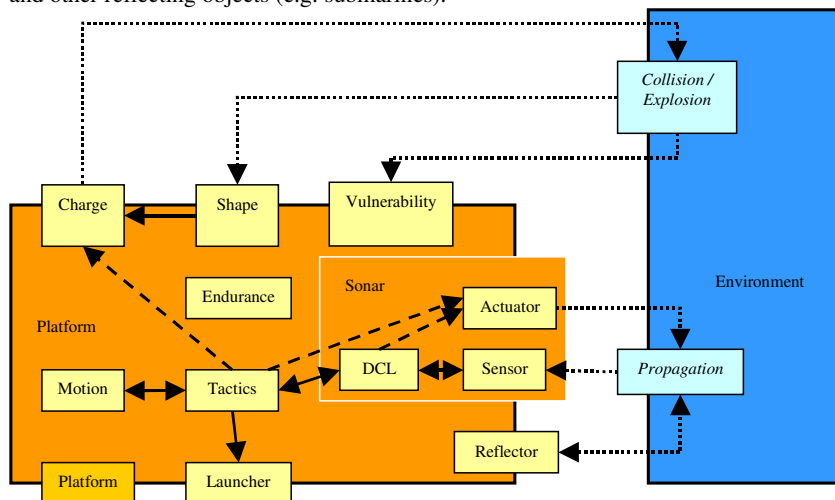 and other reflecting objects (e.g. submarines).
Collision /
Explosion
Charge
Shape
Vulnerability
Endurance
Sonar
Actuator
Environment
Platform
DCL
Sensor
Propagation
Motion
Tactics
Reflector
Platform
Launcher